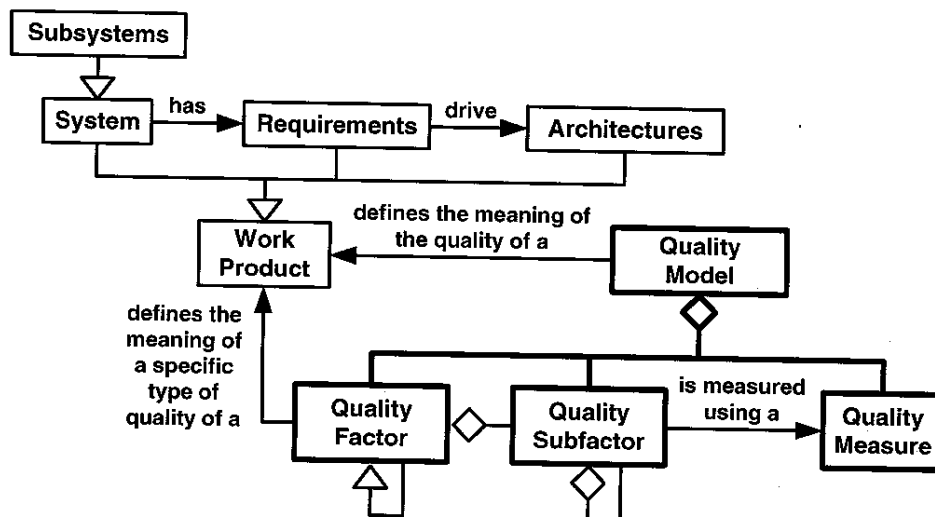 Subsystems
System
has
Requirements
drive
Architectures
defines the meaning of
the quality of a
Work
Product
Quality
Model
defines the
meaning of
a specific
type of
quality of a
Quality
Factor
Quality
Subfactor
is measured
using a
Quality
Measure